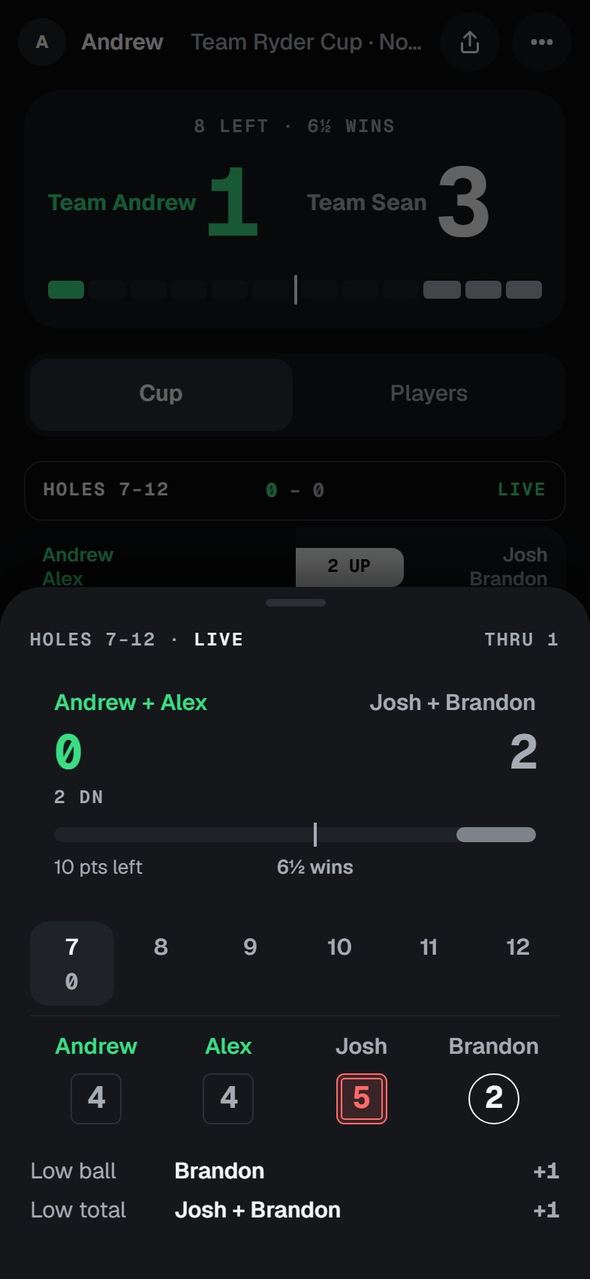 A Andrew Team Ryder Cup · No...
8 LEFT · 6½ WINS
Team Andrew 1 Team Sean 3
Cup Players
HOLES 7–12 0 – 0 LIVE
Andrew 2 UP Josh
Alex Brandon
HOLES 7–12 · LIVE THRU 1
Andrew + Alex Josh + Brandon
0 2
2 DN
10 pts left 6½ wins
7 8 9 10 11 12
0
Andrew Alex Josh Brandon
4 4 5 2
Low ball Brandon +1
Low total Josh + Brandon +1